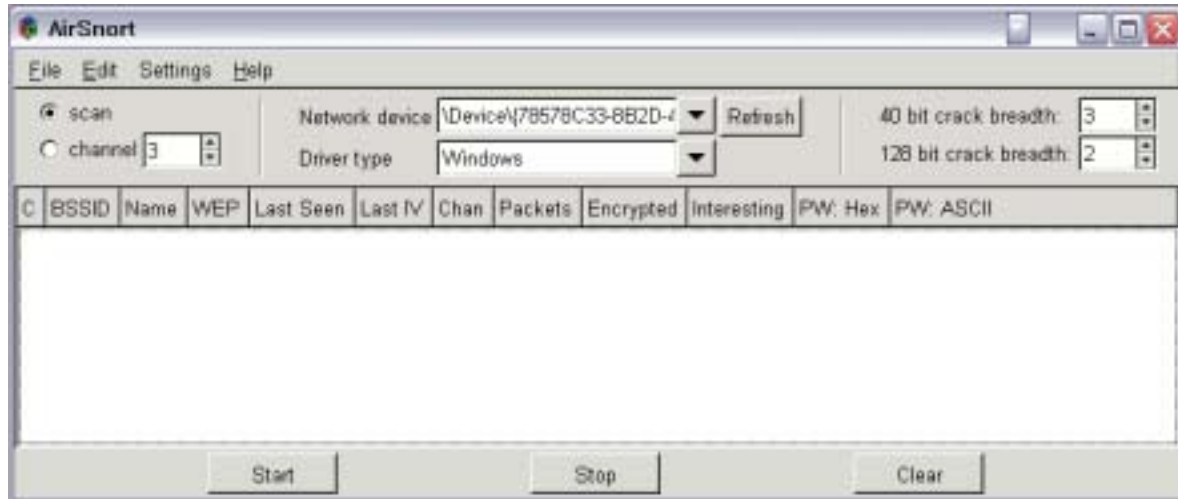 AirSnort
File Edit Settings Help
scan
channel 3
Network device \Device\{78578C33-8B2D-4
Refresh
Driver type Windows
40 bit crack breadth: 3
128 bit crack breadth: 2
C BSSID Name WEP Last Seen Last IV Chan Packets Encrypted Interesting PW: Hex PW: ASCII
Start Stop Clear